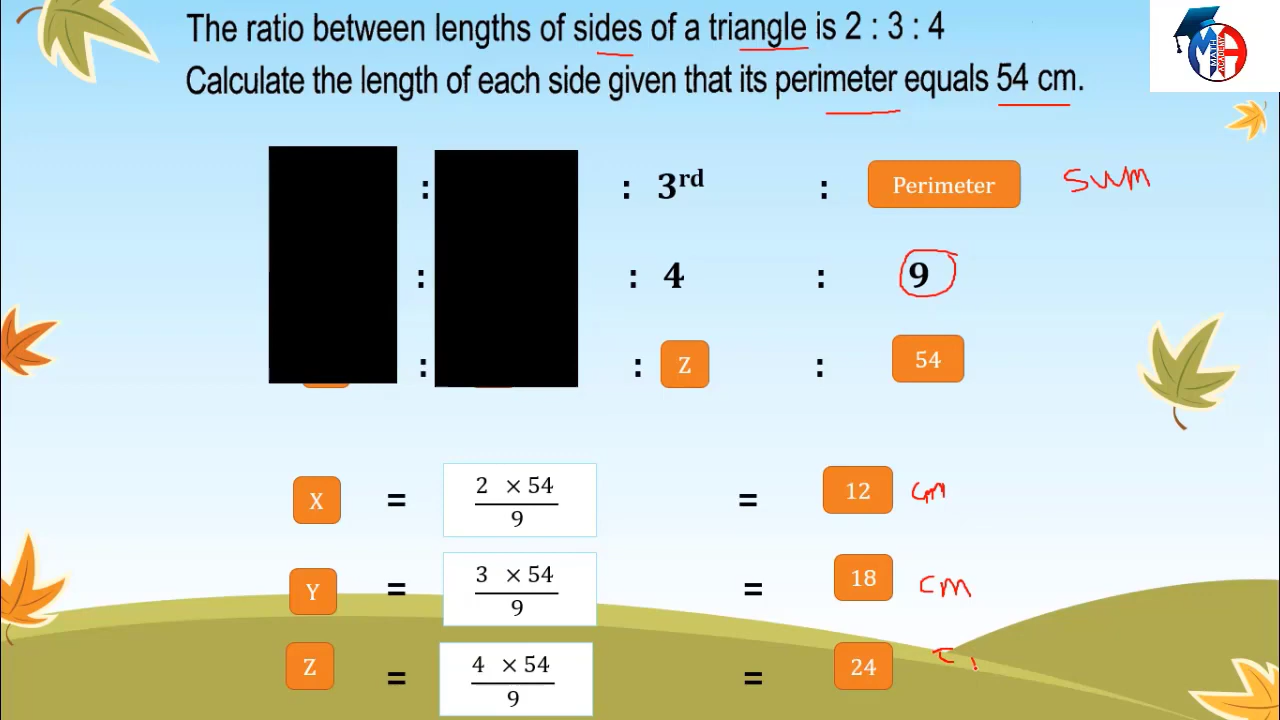 The ratio between lengths of sides of a triangle is 2 : 3 : 4
Calculate the length of each side given that its perimeter equals 54 cm.
MATH ACADEMY
: : 3rd : Perimeter sum
: : 4 : 9
: : Z : 54
X = 2 × 54 / 9 = 12 cm
Y = 3 × 54 / 9 = 18 cm
Z = 4 × 54 / 9 = 24